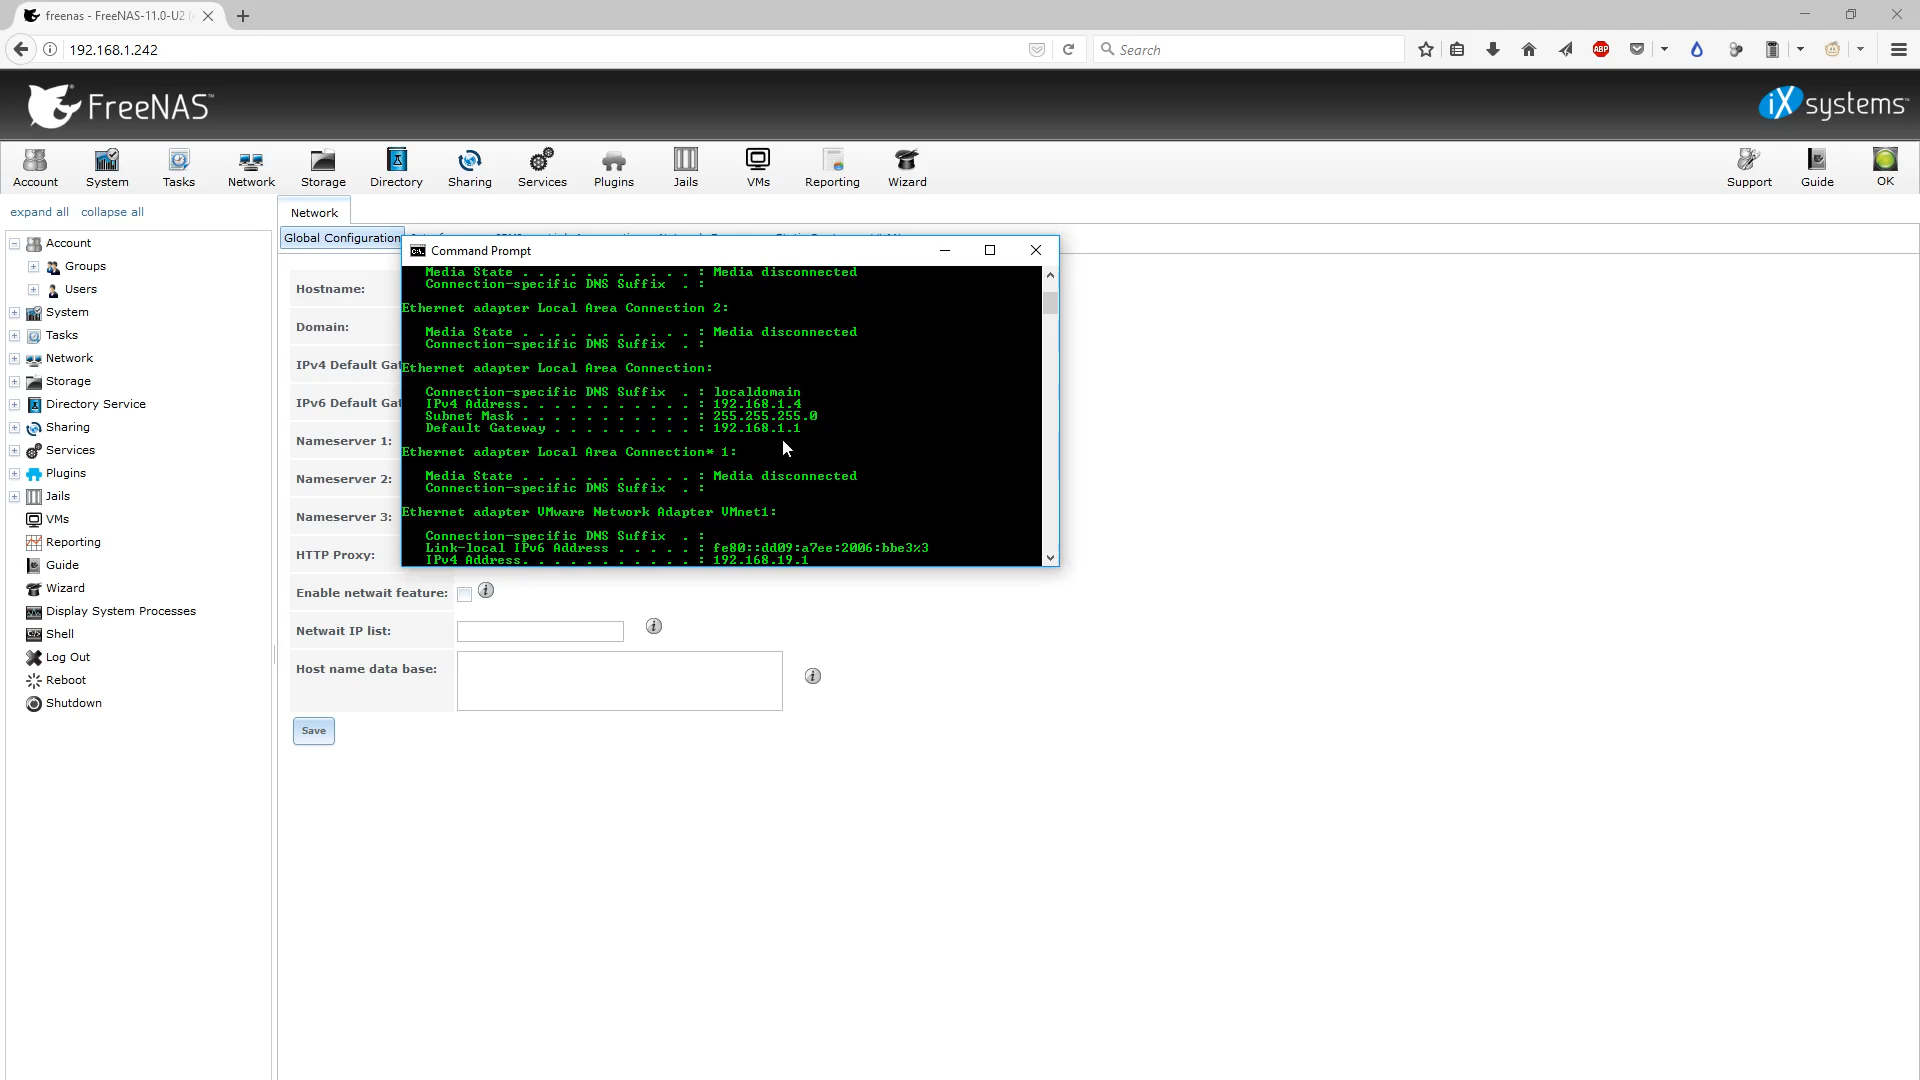 freenas - FreeNAS-11.0-U2 (
192.168.1.242
Search
ABP
FreeNAS™
iXsystems™
Account
System
Tasks
Network
Storage
Directory
Sharing
Services
Plugins
Jails
VMs
Reporting
Wizard
Support
Guide
OK
expand all collapse all
Account
Groups
Users
System
Tasks
Network
Storage
Directory Service
Sharing
Services
Plugins
Jails
VMs
Reporting
Guide
Wizard
Display System Processes
Shell
Log Out
Reboot
Shutdown
Network
Global Configuration
Hostname:
Domain:
IPv4 Default Gat
IPv6 Default Gat
Nameserver 1:
Nameserver 2:
Nameserver 3:
HTTP Proxy:
Enable netwait feature:
Netwait IP list:
Host name data base:
Save
Command Prompt
Media State . . . . . . . . . . . : Media disconnected
Connection-specific DNS Suffix  . :
Ethernet adapter Local Area Connection 2:
Media State . . . . . . . . . . . : Media disconnected
Connection-specific DNS Suffix  . :
Ethernet adapter Local Area Connection:
Connection-specific DNS Suffix  . : localdomain
IPv4 Address. . . . . . . . . . . : 192.168.1.4
Subnet Mask . . . . . . . . . . . : 255.255.255.0
Default Gateway . . . . . . . . . : 192.168.1.1
Ethernet adapter Local Area Connection* 1:
Media State . . . . . . . . . . . : Media disconnected
Connection-specific DNS Suffix  . :
Ethernet adapter VMware Network Adapter VMnet1:
Connection-specific DNS Suffix  . :
Link-local IPv6 Address . . . . . : fe80::dd09:a7ee:2006:bbe3%3
IPv4 Address. . . . . . . . . . . : 192.168.19.1